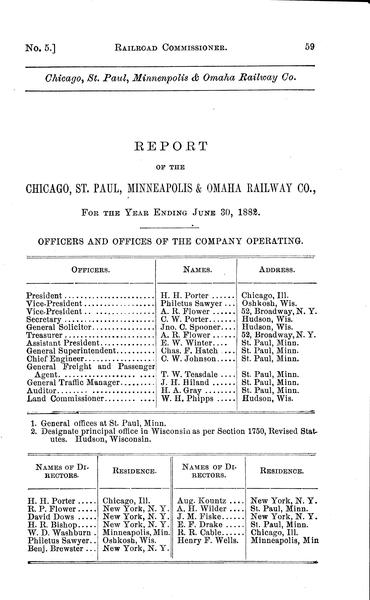 No. 5.] RAILROAD COMMISSIONER. 59
Chicago, St. Paul, Minnenpolis & Omaha Railway Co.
REPORT
OF THE
CHICAGO, ST. PAUL, MINNEAPOLIS & OMAHA RAILWAY CO.,
FOR THE YEAR ENDING JUNE 30, 1882.
OFFICERS AND OFFICES OF THE COMPANY OPERATING.
OFFICERS. NAMES. ADDRESS.
President H. H. Porter Chicago, Ill.
Vice-President Philetus Sawyer Oshkosh, Wis.
Vice-President A. R. Flower 52, Broadway, N. Y.
Secretary C. W. Porter Hudson, Wis.
General Solicitor Jno. C. Spooner Hudson, Wis.
Treasurer A. R. Flower 52, Broadway, N. Y.
Assistant President E. W. Winter St. Paul, Minn.
General Superintendent Chas. F. Hatch St. Paul, Minn.
Chief Engineer C. W. Johnson St. Paul, Minn.
General Freight and Passenger
Agent. T. W. Teasdale St. Paul, Minn.
General Traffic Manager J. H. Hiland St. Paul, Minn.
Auditor H. A. Gray St. Paul, Minn.
Land Commissioner W. H. Phipps Hudson, Wis.
1. General offices at St. Paul, Minn.
2. Designate principal office in Wisconsin as per Section 1750, Revised Stat-
utes. Hudson, Wisconsin.
NAMES OF DI-
RECTORS. RESIDENCE. NAMES OF DI-
RECTORS. RESIDENCE.
H. H. Porter Chicago, Ill. Aug. Kountz New York, N. Y.
R. P. Flower New York, N. Y. A. H. Wilder St. Paul, Minn.
David Dows New York, N. Y. J. M. Fiske New York, N. Y.
H. R. Bishop New York, N. Y. E. F. Drake St. Paul, Minn.
W. D. Washburn Minneapolis, Min. R. R. Cable Chicago, Ill.
Philetus Sawyer Oshkosh, Wis. Henry F. Wells. Minneapolis, Min
Benj. Brewster New York, N. Y.